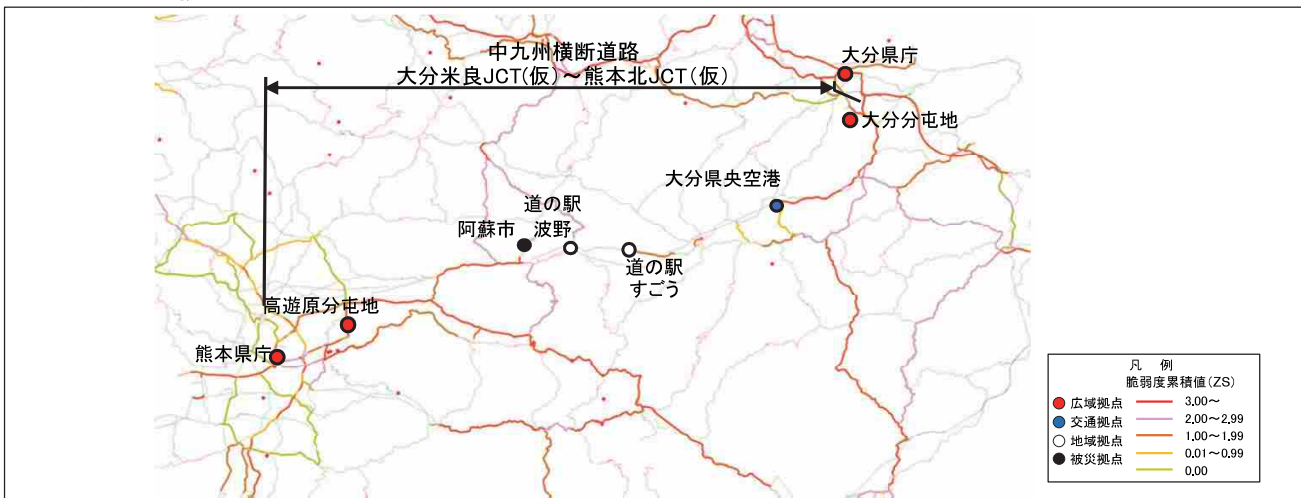 中九州横断道路
大分米良JCT(仮)～熊本北JCT(仮)
大分県庁
大分分屯地
大分県央空港
道の駅
波野
阿蘇市
道の駅
すごう
高遊原分屯地
熊本県庁
凡 例
脆弱度累積値(ZS)
広域拠点 3.00～
交通拠点 2.00～2.99
地域拠点 1.00～1.99
被災拠点 0.01～0.99
0.00